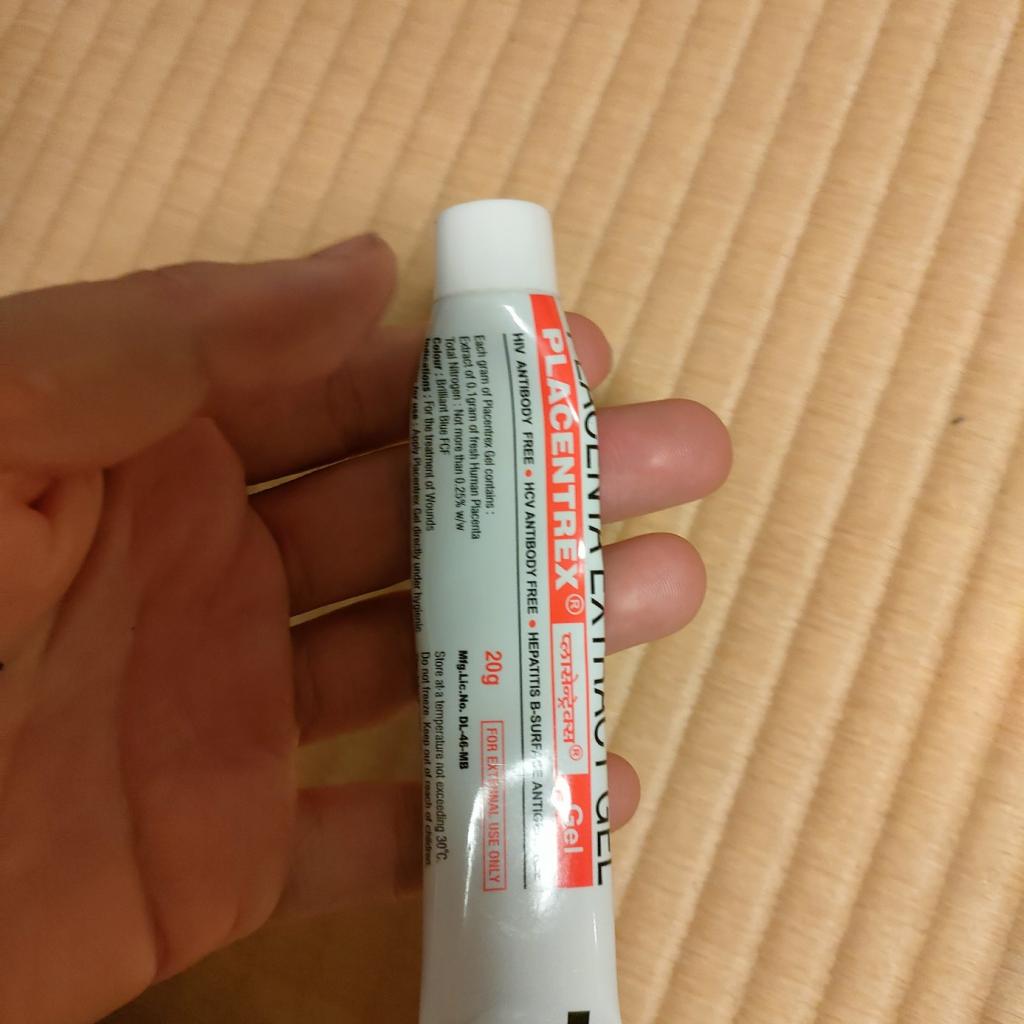 PLACENTA EXTRACT GEL
PLACENTREX® प्लासेन्ट्रेक्स® Gel
HIV ANTIBODY FREE • HCV ANTIBODY FREE • HEPATITIS B-SURFACE ANTIGEN
Each gram of Placentrex Gel contains :
Extract of 0.1gram of fresh Human Placenta
Total Nitrogen : Not more than 0.25% w/w
Colour : Brilliant Blue FCF
Indications : For the treatment of Wounds
for use : Apply Placentrex Gel directly under hygienic
20g FOR EXTERNAL USE ONLY
Mfg.Lic.No. DL-46-MB
Store at a temperature not exceeding 30°C.
Do not freeze. Keep out of reach of children.